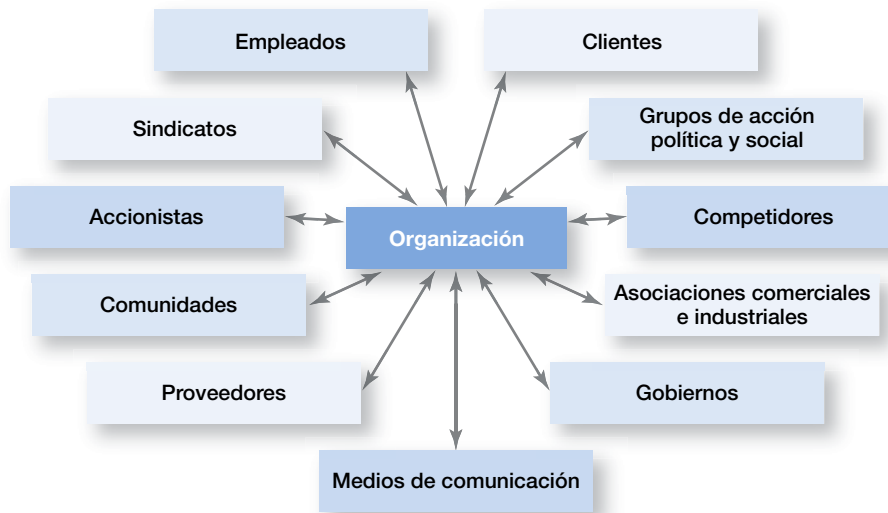 Empleados
Clientes
Sindicatos
Grupos de acción
política y social
Accionistas
Organización
Competidores
Comunidades
Asociaciones comerciales
e industriales
Proveedores
Gobiernos
Medios de comunicación